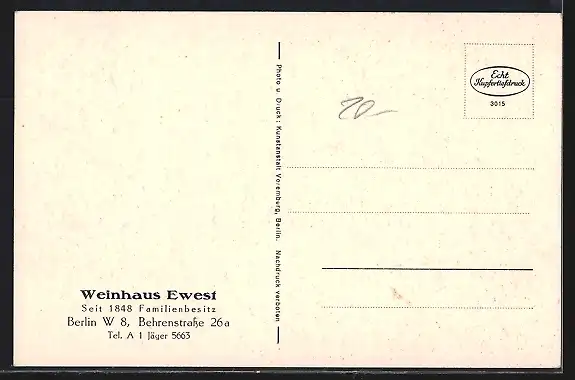 Weinhaus Ewest
Seit 1848 Familienbesitz
Berlin W 8, Behrenstraße 26a
Tel. A 1 Jäger 5663
Photo u. Druck: Kunstanstalt Voremburg, Berlin. Nachdruck verboten
20.-
Echt
Kupfertiefdruck
3015